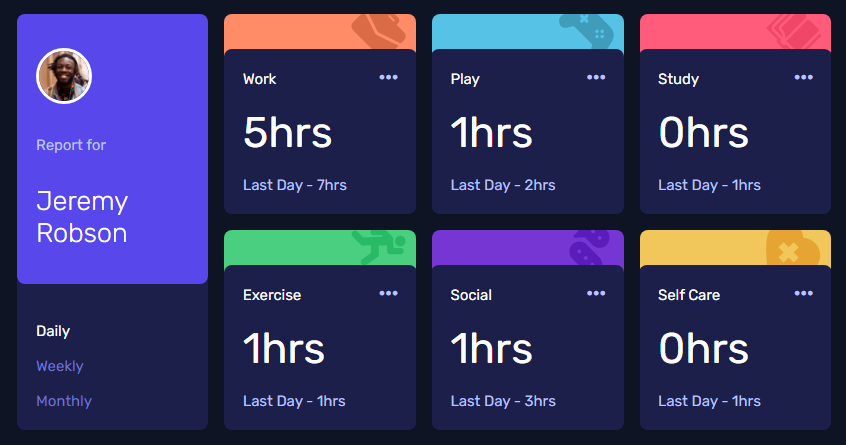 Report for
Jeremy
Robson
Daily
Weekly
Monthly
Work
5hrs
Last Day - 7hrs
Play
1hrs
Last Day - 2hrs
Study
0hrs
Last Day - 1hrs
Exercise
1hrs
Last Day - 1hrs
Social
1hrs
Last Day - 3hrs
Self Care
0hrs
Last Day - 1hrs